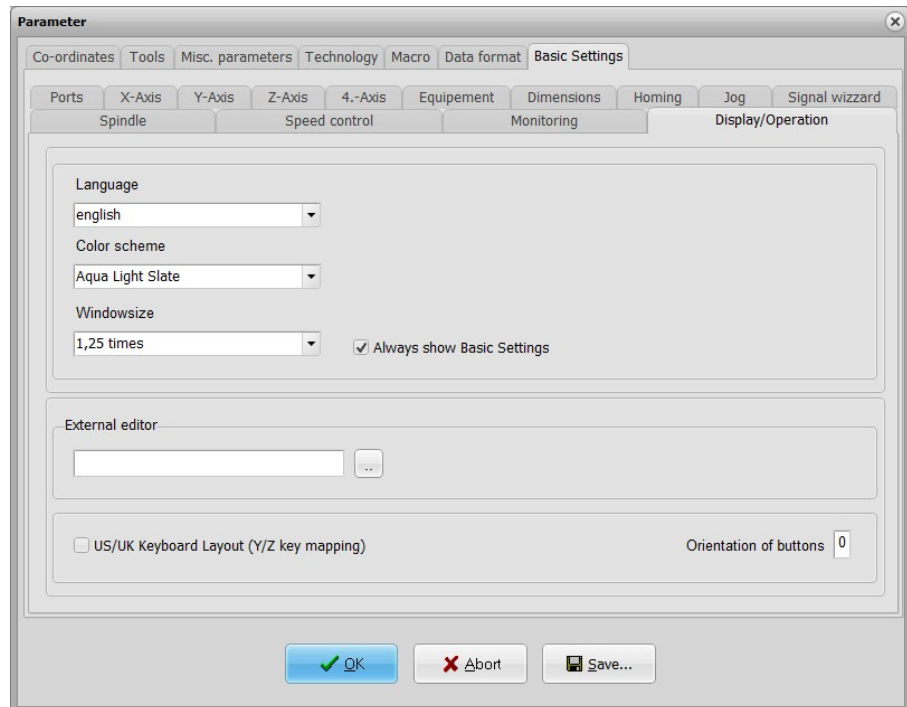 Parameter
Co-ordinates Tools Misc. parameters Technology Macro Data format Basic Settings
Ports X-Axis Y-Axis Z-Axis 4.-Axis Equipement Dimensions Homing Jog Signal wizzard
Spindle Speed control Monitoring Display/Operation
Language
english
Color scheme
Aqua Light Slate
Windowsize
1,25 times Always show Basic Settings
External editor
..
US/UK Keyboard Layout (Y/Z key mapping) Orientation of buttons 0
OK Abort Save...